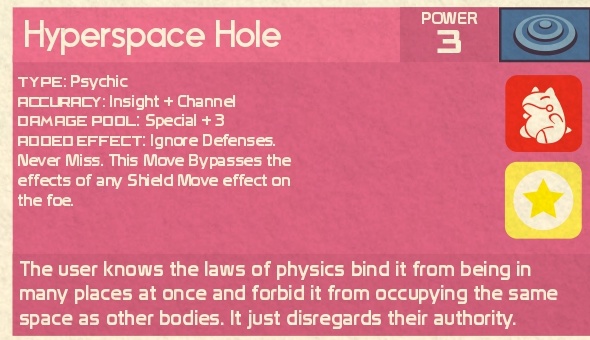 Hyperspace Hole
POWER
3
TYPE: Psychic
ACCURACY: Insight + Channel
DAMAGE POOL: Special + 3
ADDED EFFECT: Ignore Defenses.
Never Miss. This Move Bypasses the
effects of any Shield Move effect on
the foe.
The user knows the laws of physics bind it from being in
many places at once and forbid it from occupying the same
space as other bodies. It just disregards their authority.